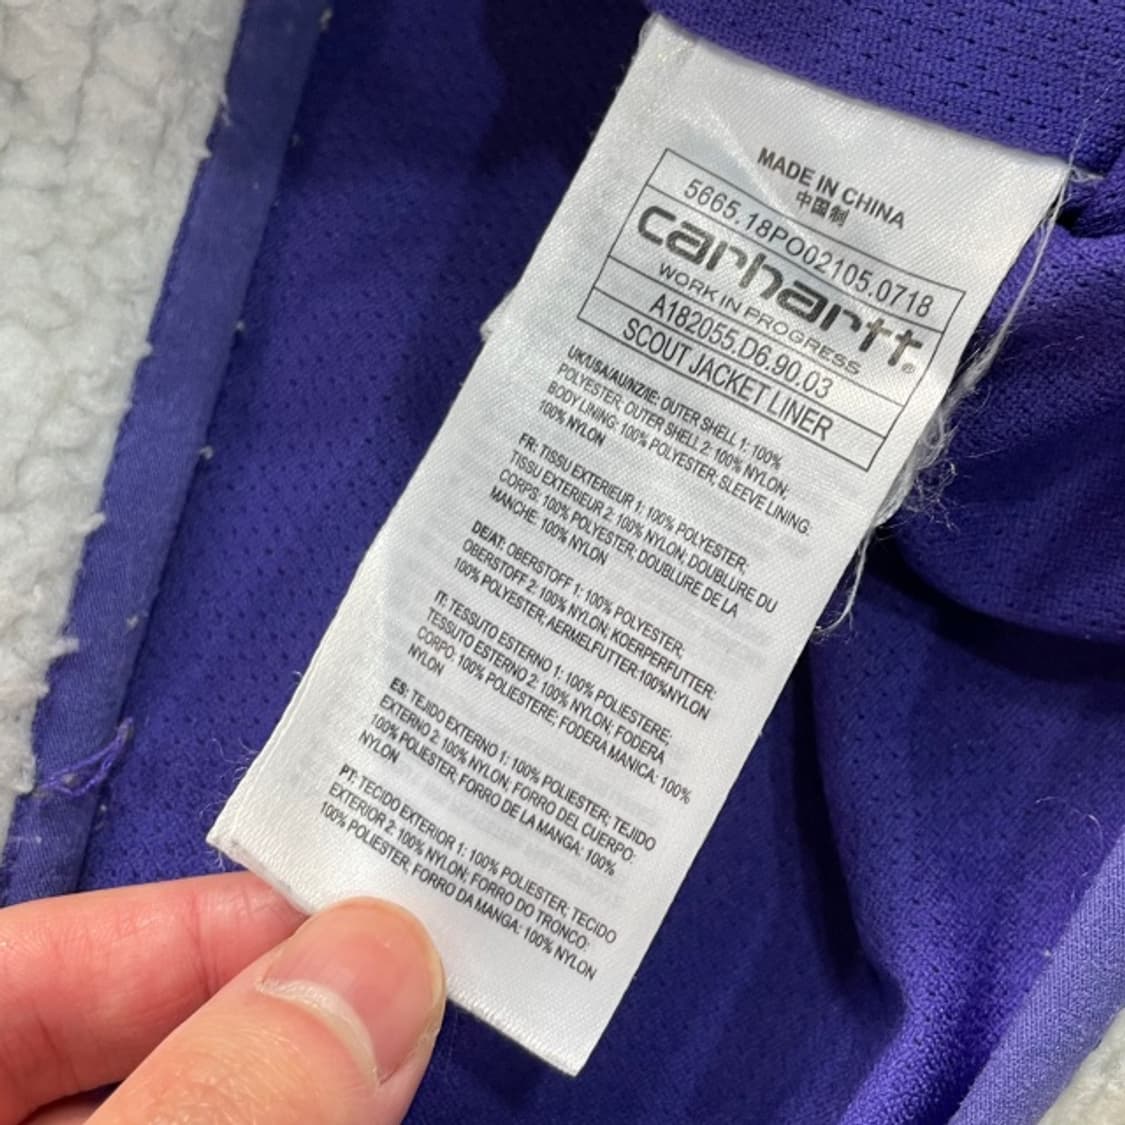 MADE IN CHINA
中国制
5665.18PO02105.0718
carhartt®
WORK IN PROGRESS
A182055.D6.90.03
SCOUT JACKET LINER
UK/USA/AU/NZ/IE: OUTER SHELL 1: 100%
POLYESTER, OUTER SHELL 2: 100% NYLON;
BODY LINING: 100% POLYESTER; SLEEVE LINING:
100% NYLON
FR: TISSU EXTERIEUR 1: 100% POLYESTER,
TISSU EXTERIEUR 2: 100% NYLON; DOUBLURE DU
CORPS: 100% POLYESTER; DOUBLURE DE LA
MANCHE: 100% NYLON
DE/AT: OBERSTOFF 1: 100% POLYESTER,
OBERSTOFF 2: 100% NYLON; KOERPERFUTTER:
100% POLYESTER; AERMELFUTTER:100%NYLON
IT: TESSUTO ESTERNO 1: 100% POLIESTERE;
TESSUTO ESTERNO 2: 100% NYLON; FODERA
CORPO: 100% POLIESTERE; FODERA MANICA: 100%
NYLON
ES: TEJIDO EXTERNO 1: 100% POLIESTER; TEJIDO
EXTERNO 2: 100% NYLON; FORRO DEL CUERPO:
100% POLIESTER; FORRO DE LA MANGA: 100%
NYLON
PT: TECIDO EXTERIOR 1: 100% POLIESTER; TECIDO
EXTERIOR 2: 100% NYLON; FORRO DO TRONCO:
100% POLIESTER, FORRO DA MANGA: 100% NYLON